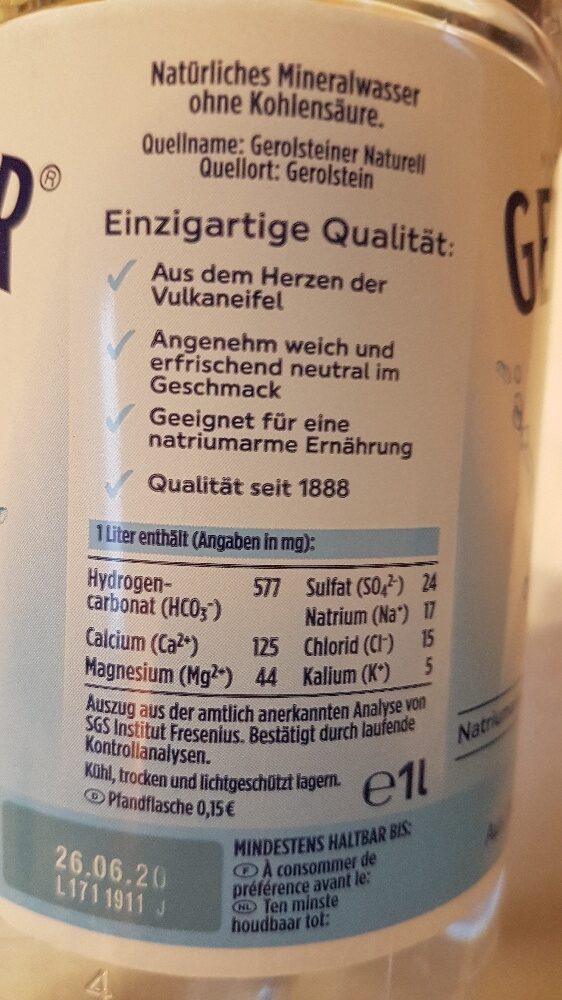 Natürliches Mineralwasser
ohne Kohlensäure.
Quellname: Gerolsteiner Naturell
Quellort: Gerolstein
R®
GE
Einzigartige Qualität:
✓ Aus dem Herzen der
Vulkaneifel
✓ Angenehm weich und
erfrischend neutral im
Geschmack
✓ Geeignet für eine
natriumarme Ernährung
✓ Qualität seit 1888
1 Liter enthält (Angaben in mg):
Hydrogen-
carbonat (HCO₃⁻) 577
Calcium (Ca²⁺) 125
Magnesium (Mg²⁺) 44
Sulfat (SO₄²⁻) 24
Natrium (Na⁺) 17
Chlorid (Cl⁻) 15
Kalium (K⁺) 5
Auszug aus der amtlich anerkannten Analyse von
SGS Institut Fresenius. Bestätigt durch laufende
Kontrollanalysen.
Kühl, trocken und lichtgeschützt lagern.
D Pfandflasche 0,15 €
℮1l
Natrium
26.06.20
L171 1911 J
MINDESTENS HALTBAR BIS:
F À consommer de
préférence avant le:
NL Ten minste
houdbaar tot:
4